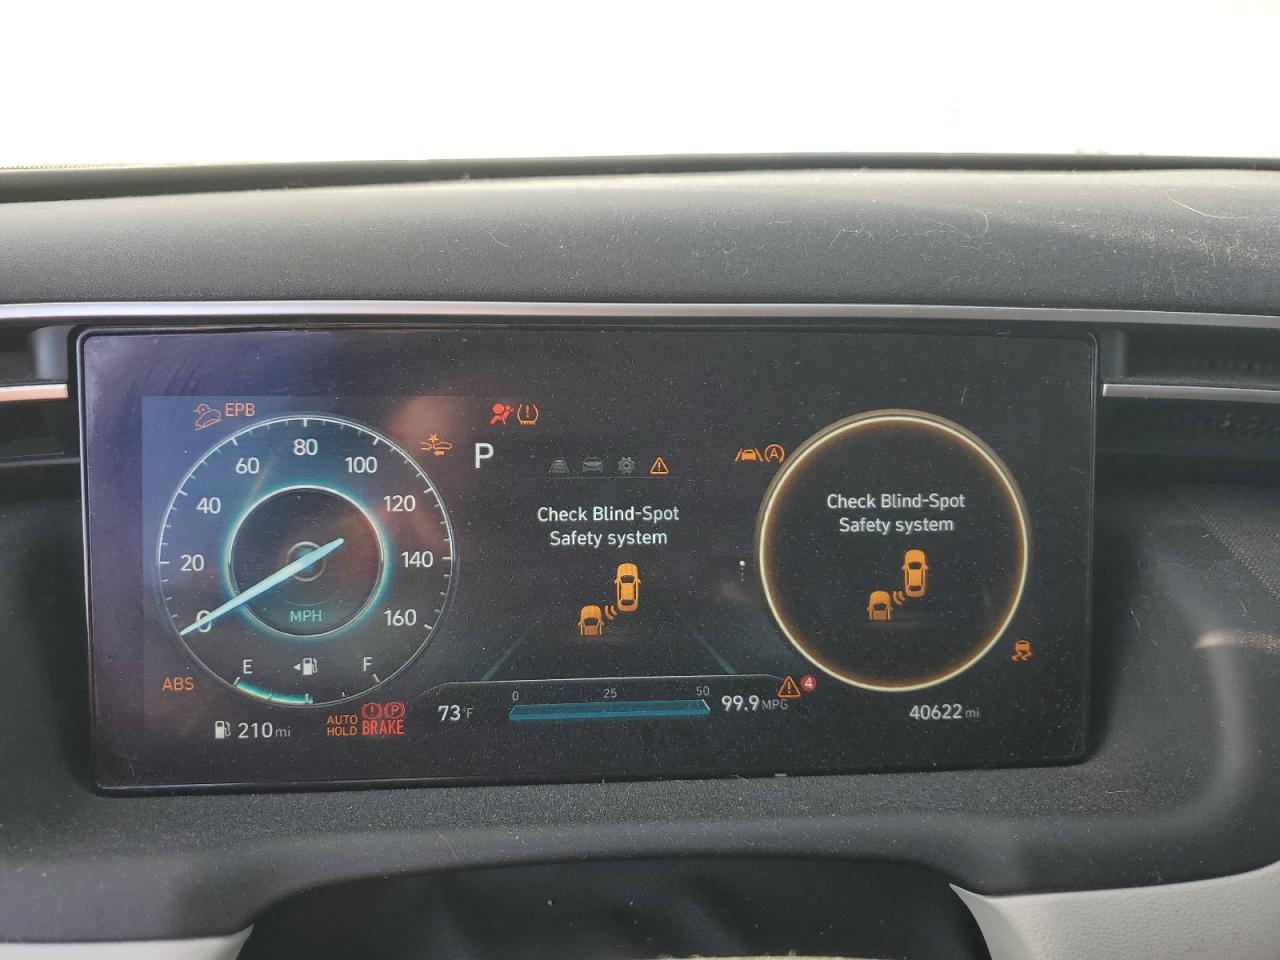 EPB
80
60
100
40
120
20
140
0
160
MPH
E
F
ABS
210mi
AUTO
HOLD
BRAKE
P
P
Check Blind-Spot
Safety system
73°F
0
25
50
99.9MPG
4
A
Check Blind-Spot
Safety system
40622mi